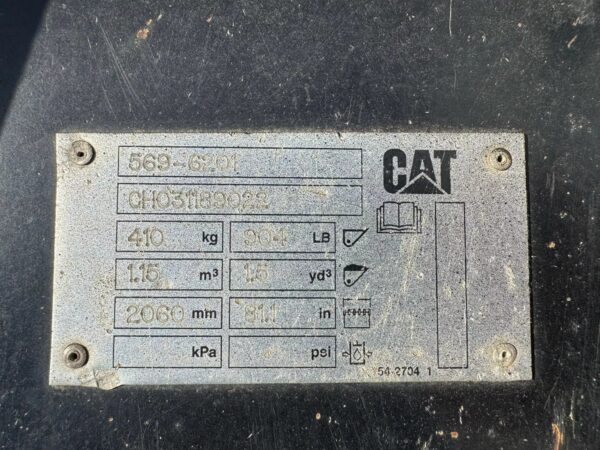 569-6201
CAT
CH031189022
410 kg 904 LB
1.15 m³ 1.5 yd³
2060 mm 81.1 in
kPa psi
54-2704 1